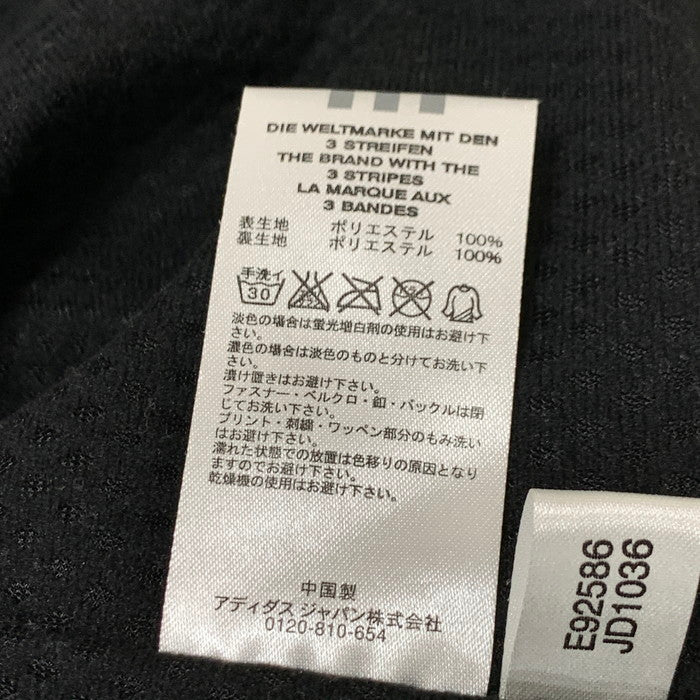 DIE WELTMARKE MIT DEN
3 STREIFEN
THE BRAND WITH THE
3 STRIPES
LA MARQUE AUX
3 BANDES
表生地 ポリエステル 100%
裏生地 ポリエステル 100%
手洗イ
30
淡色の場合は蛍光増白剤の使用はお避け下
さい。
濃色の場合は淡色のものと分けてお洗い下
さい。
漬け置きはお避け下さい。
ファスナー・ベルクロ・釦・バックルは閉
じてお洗い下さい。
プリント・刺繍・ワッペン部分のもみ洗い
はお避け下さい。
濡れた状態での放置は色移りの原因となり
ますのでお避け下さい。
乾燥機の使用はお避け下さい。
中国製
アディダス ジャパン株式会社
0120-810-654
E92586
JD1036